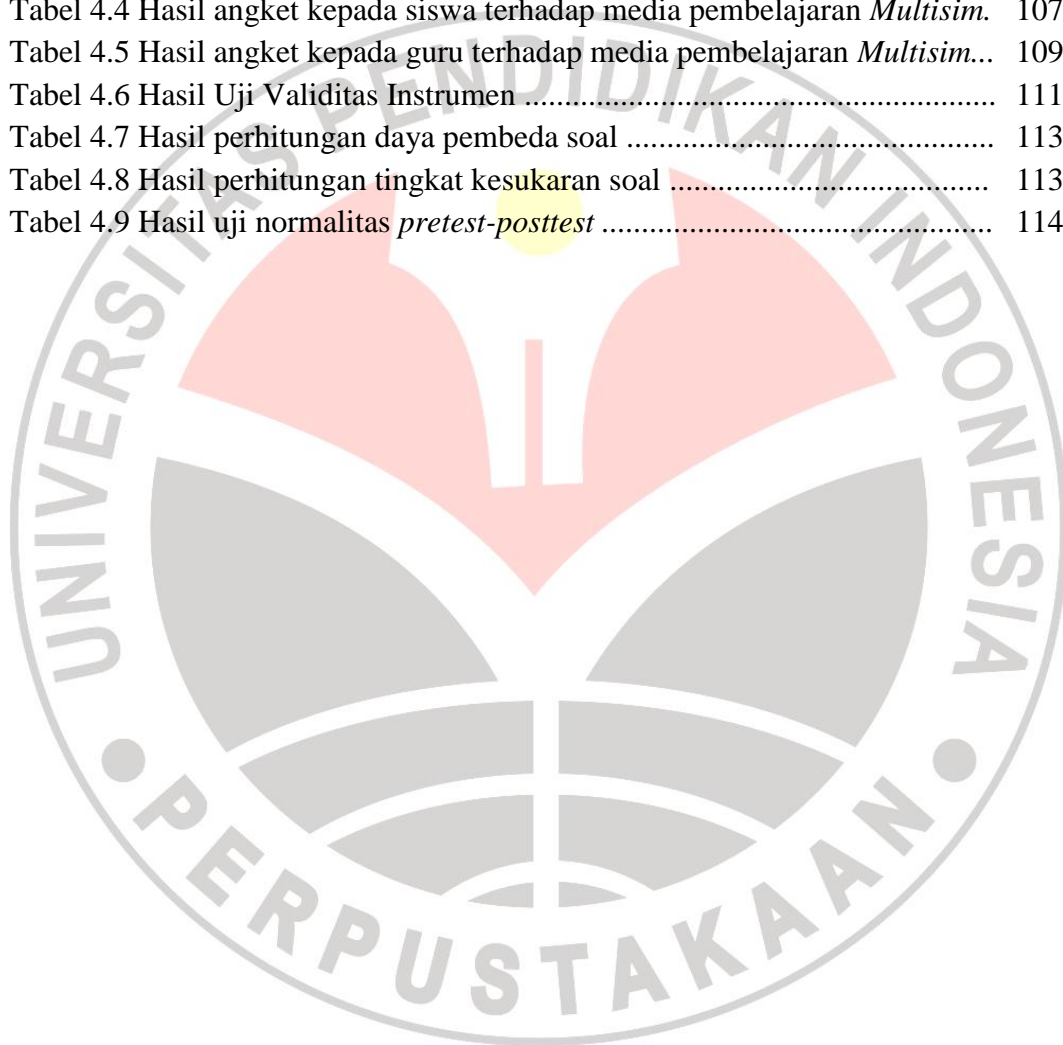 Tabel 4.4 Hasil angket kepada siswa terhadap media pembelajaran Multisim. 107
Tabel 4.5 Hasil angket kepada guru terhadap media pembelajaran Multisim... 109
Tabel 4.6 Hasil Uji Validitas Instrumen ........................................................... 111
Tabel 4.7 Hasil perhitungan daya pembeda soal .............................................. 113
Tabel 4.8 Hasil perhitungan tingkat kesukaran soal ........................................ 113
Tabel 4.9 Hasil uji normalitas pretest-posttest ................................................. 114
UNIVERSITAS PENDIDIKAN INDONESIA
PERPUSTAKAAN